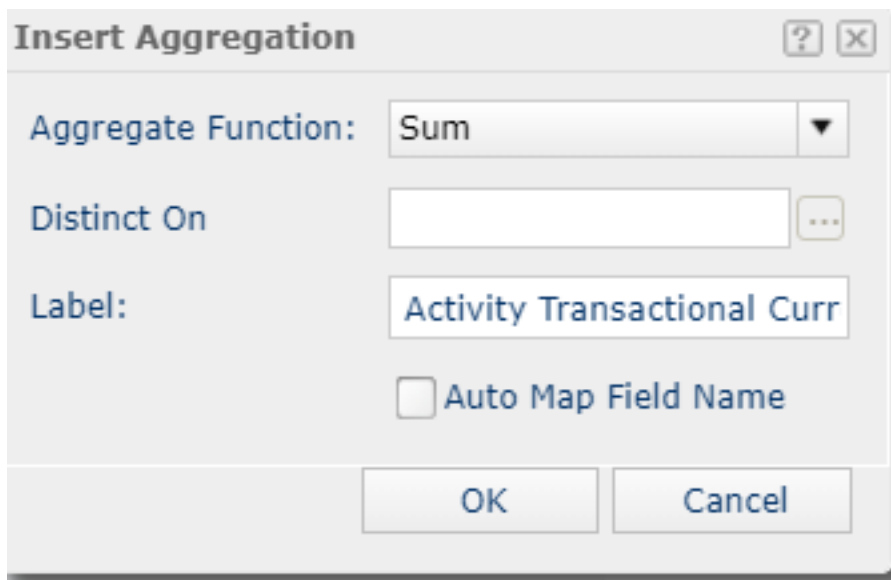 Insert Aggregation
Aggregate Function: Sum
Distinct On
Label: Activity Transactional Curr
Auto Map Field Name
OK Cancel